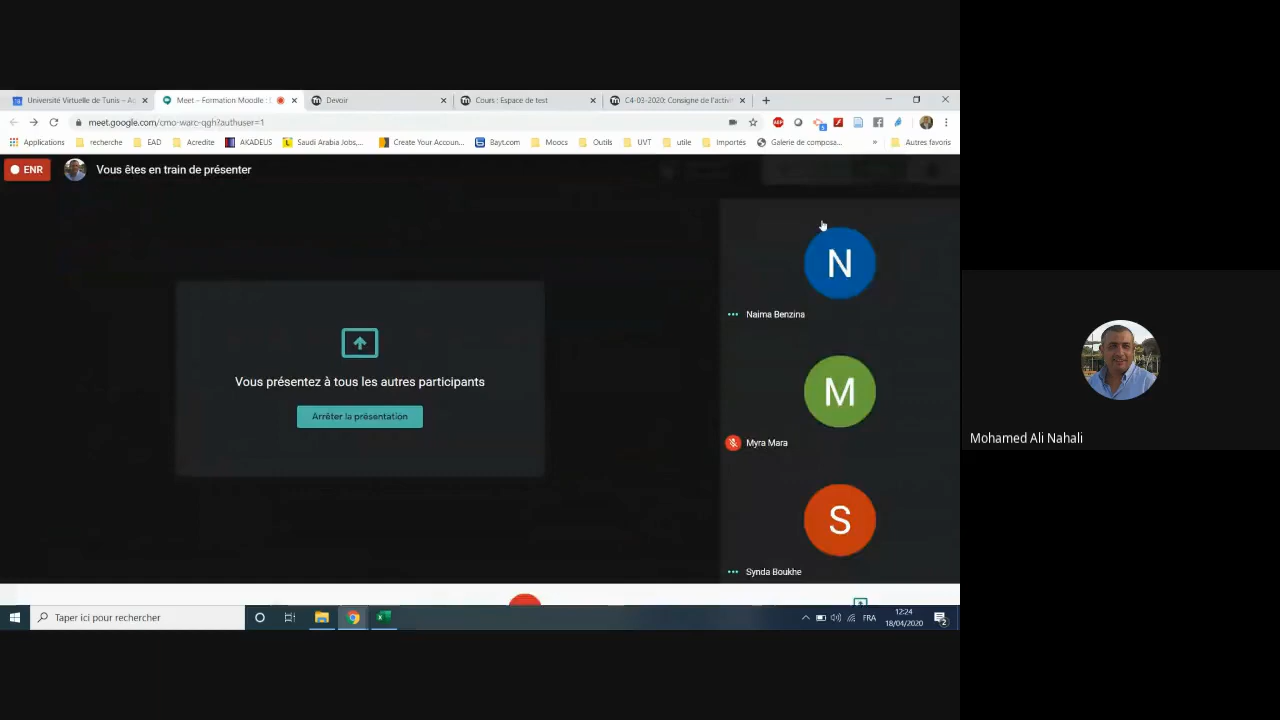 Université Virtuelle de Tunis – A
Meet – Formation Moodle :
Devoir
Cours : Espace de test
C4-03-2020: Consigne de l'activ
meet.google.com/cmo-warc-qgh?authuser=1
Applications
recherche
EAD
Acredite
AKADEUS
Saudi Arabia Jobs,...
Create Your Accoun...
Bayt.com
Moocs
Outils
UVT
utile
Importés
Galerie de composa...
»
Autres favoris
ENR
Vous êtes en train de présenter
N
Naima Benzina
Vous présentez à tous les autres participants
Arrêter la présentation
M
Myra Mara
Mohamed Ali Nahali
S
Synda Boukhe
Taper ici pour rechercher
FRA
12:24
18/04/2020
2